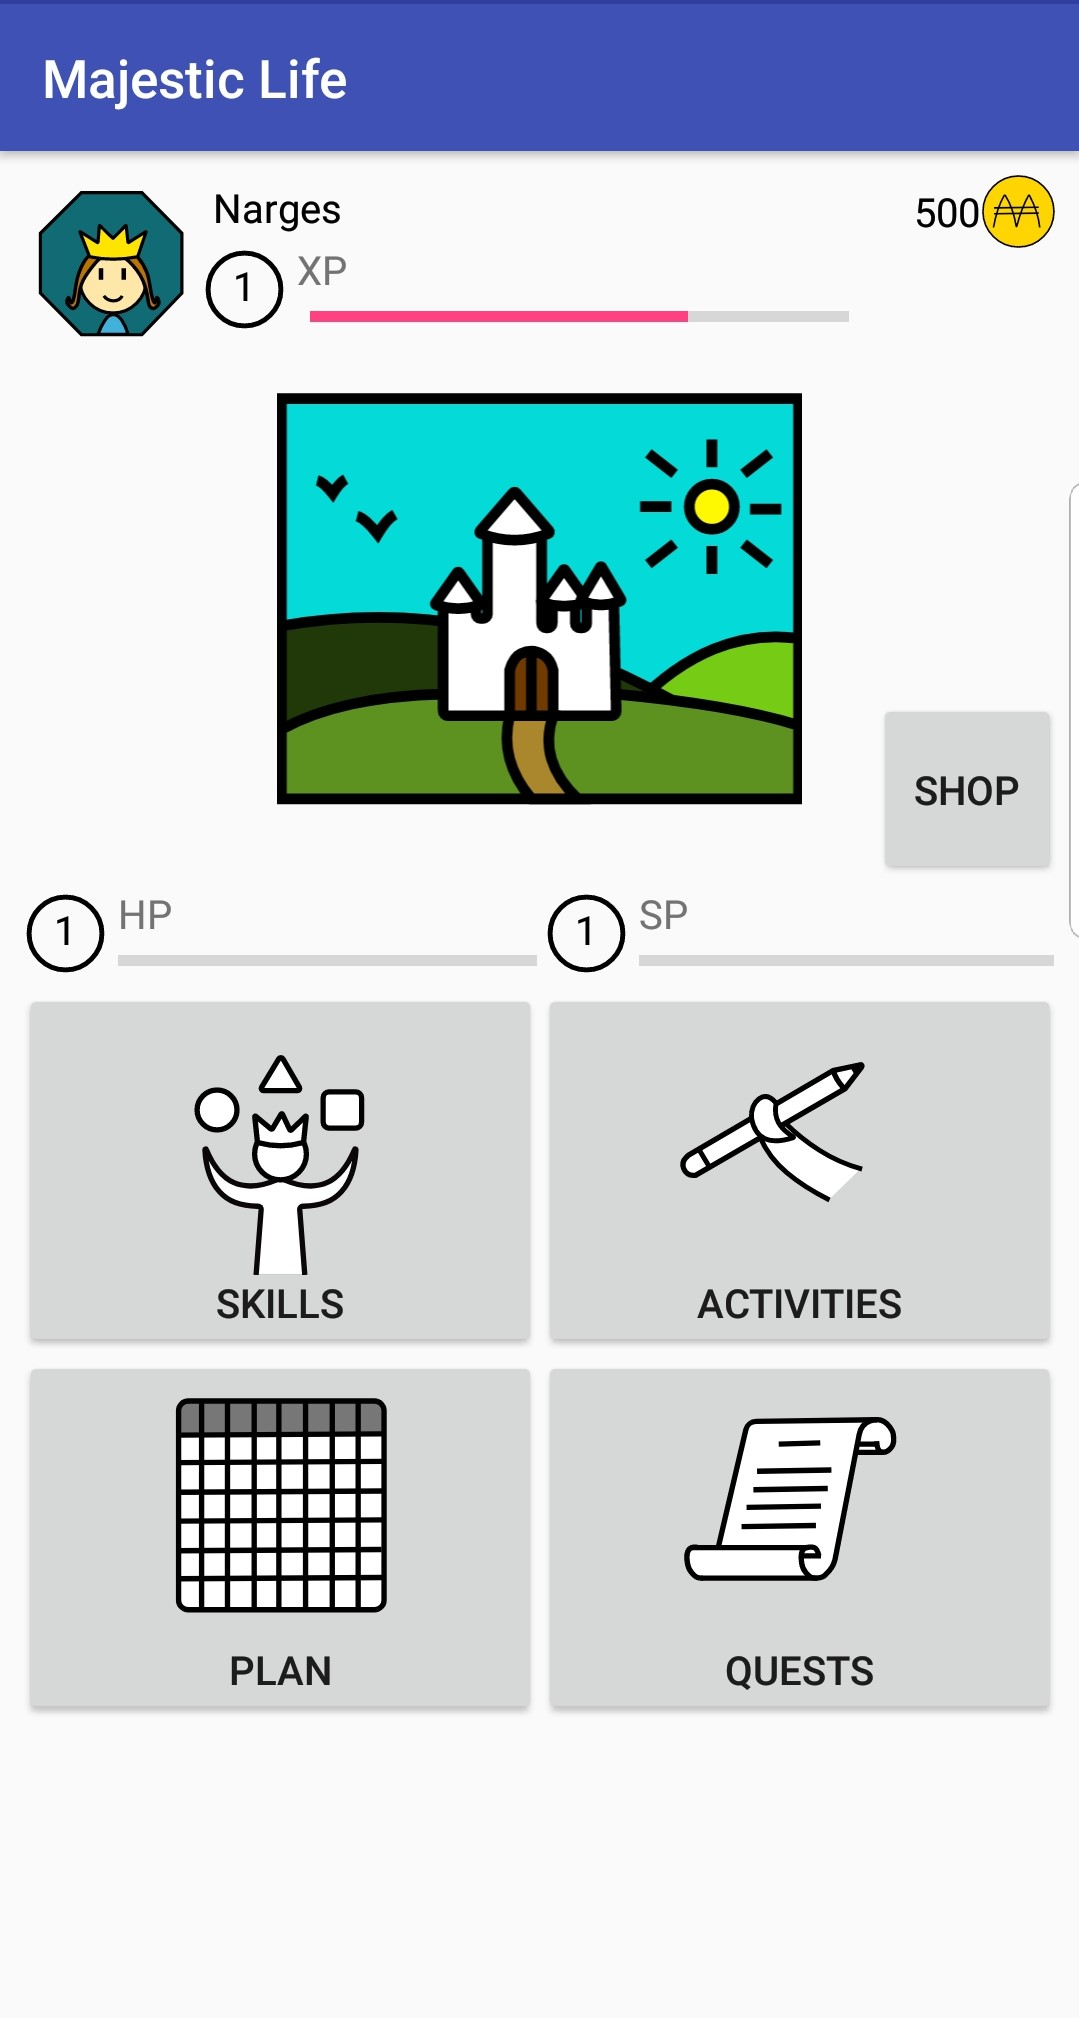 Majestic Life
Narges
500
1 XP
SHOP
1 HP
1 SP
SKILLS
ACTIVITIES
PLAN
QUESTS